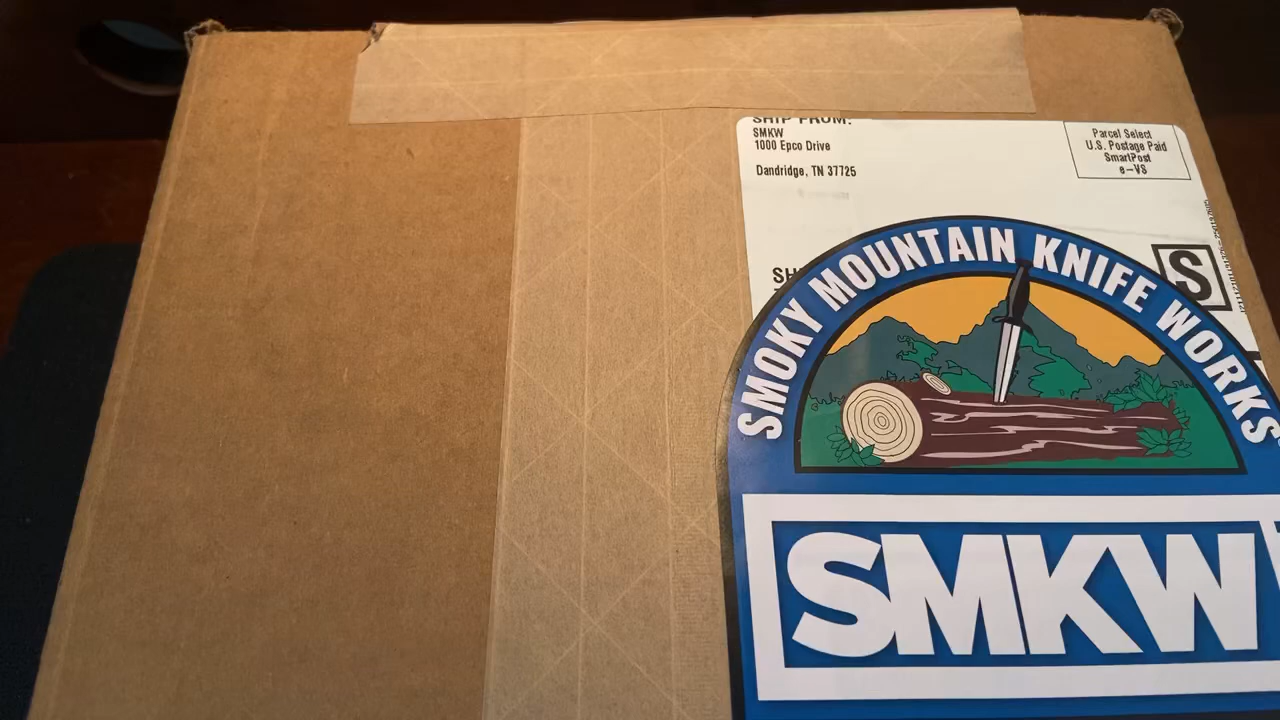 SHIP FROM:
SMKW
1000 Epco Drive
Dandridge, TN 37725
Parcel Select
U.S. Postage Paid
SmartPost
e-VS
SH
S
SMOKY MOUNTAIN KNIFE WORKS
SMKW